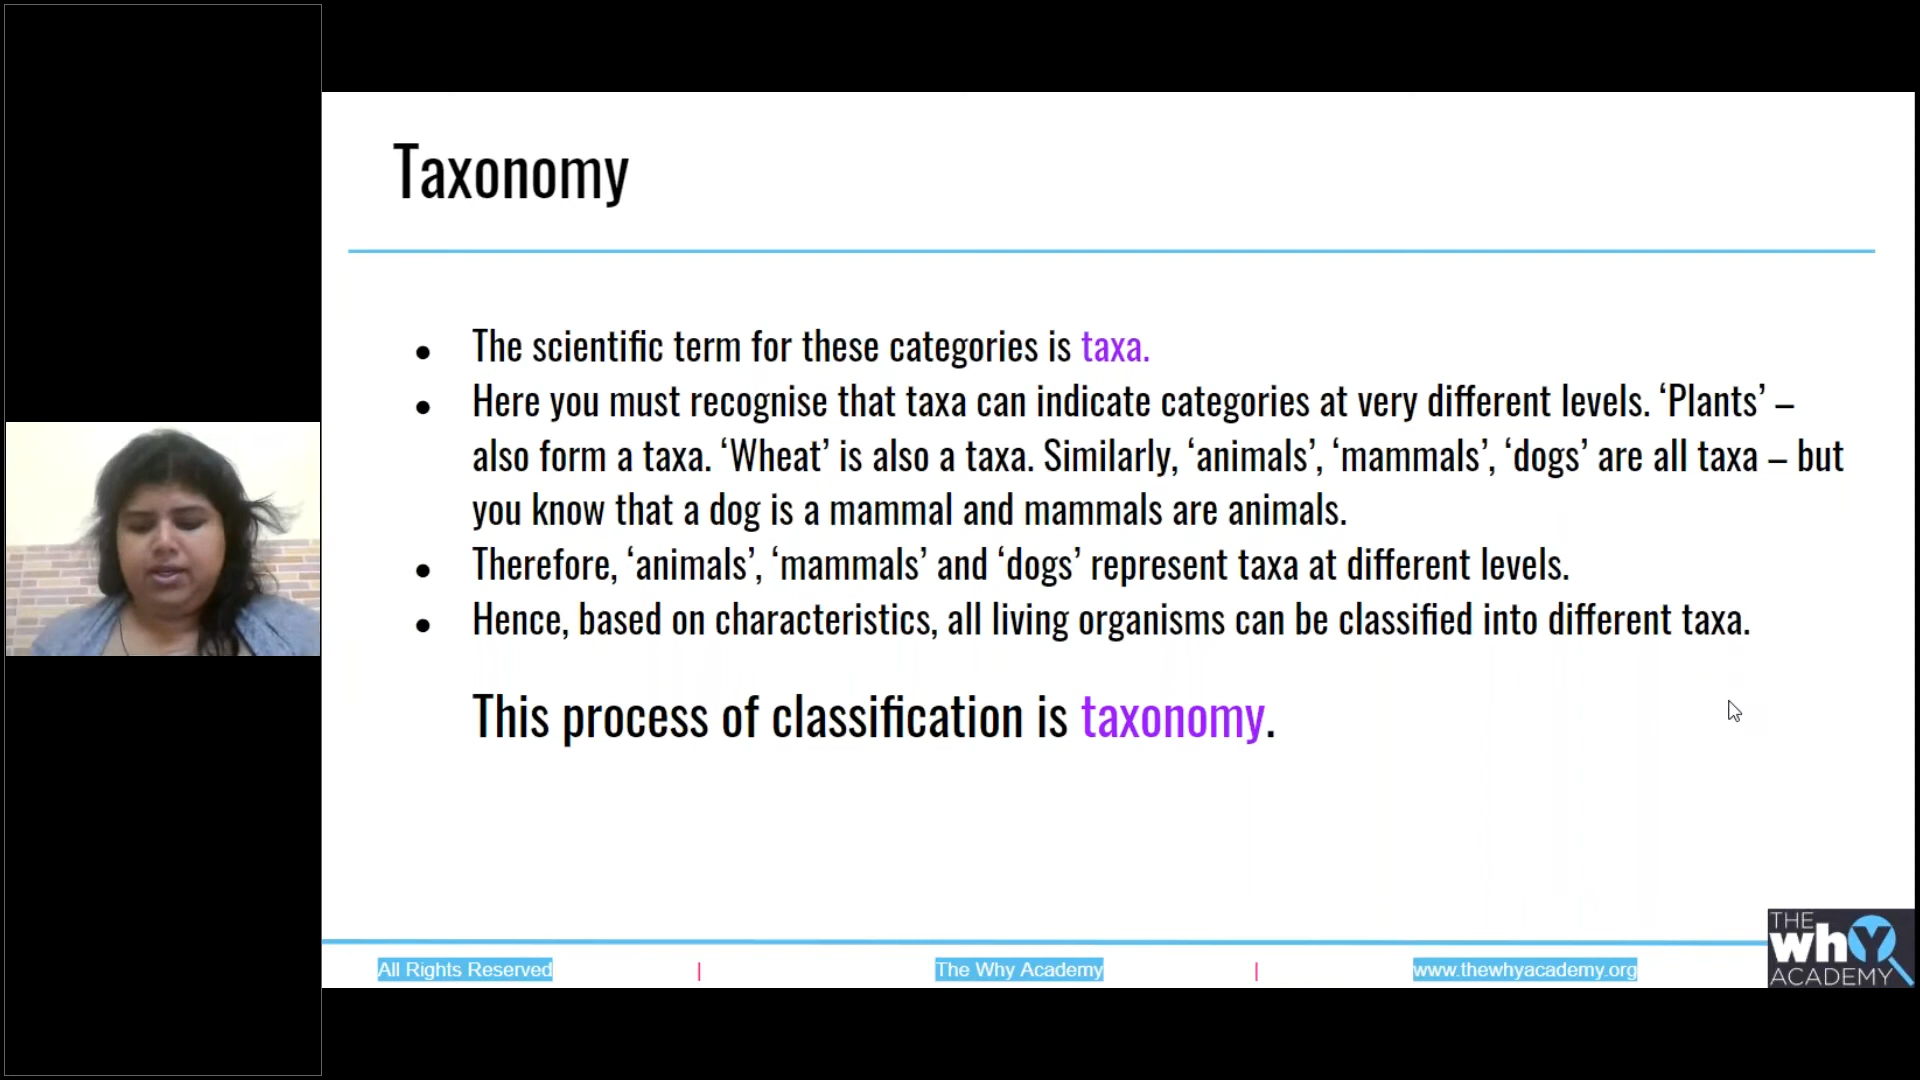 Taxonomy
● The scientific term for these categories is taxa.
● Here you must recognise that taxa can indicate categories at very different levels. ‘Plants’ –
also form a taxa. ‘Wheat’ is also a taxa. Similarly, ‘animals’, ‘mammals’, ‘dogs’ are all taxa – but
you know that a dog is a mammal and mammals are animals.
● Therefore, ‘animals’, ‘mammals’ and ‘dogs’ represent taxa at different levels.
● Hence, based on characteristics, all living organisms can be classified into different taxa.
This process of classification is taxonomy.
All Rights Reserved | The Why Academy | www.thewhyacademy.org
THE
whY
ACADEMY